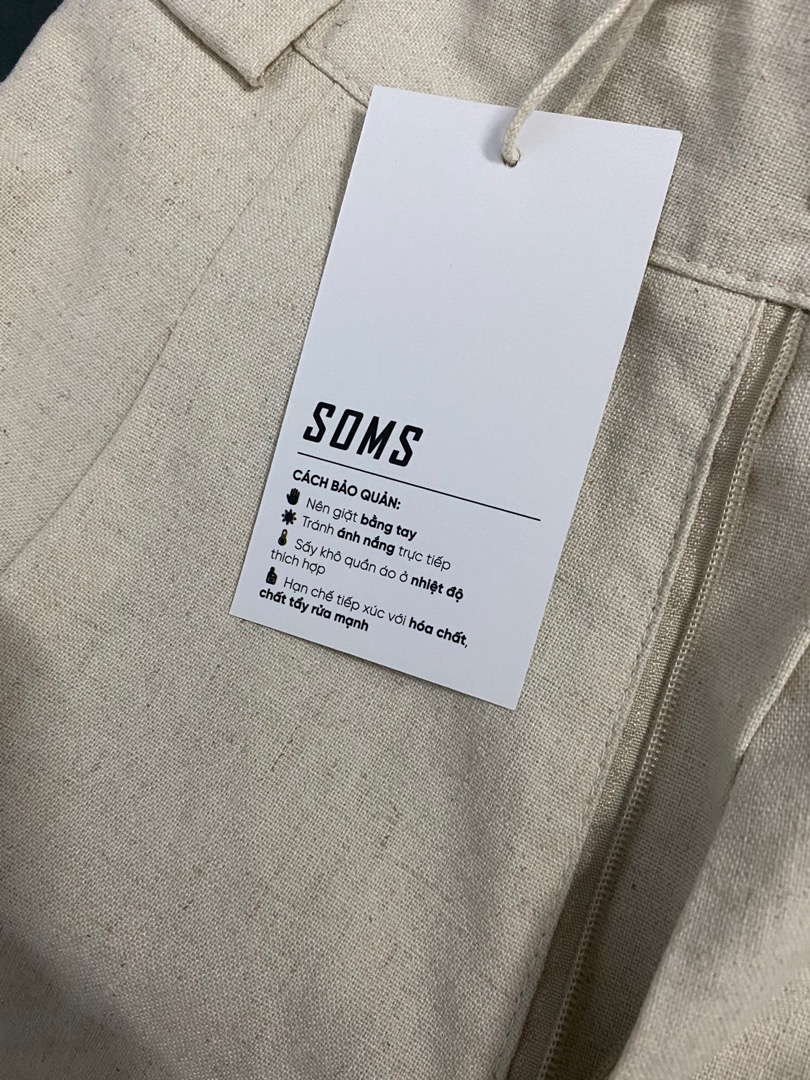 SOMS
CÁCH BẢO QUẢN:
Nên giặt bằng tay
Tránh ánh nắng trực tiếp
Sấy khô quần áo ở nhiệt độ
thích hợp
Hạn chế tiếp xúc với hóa chất,
chất tẩy rửa mạnh